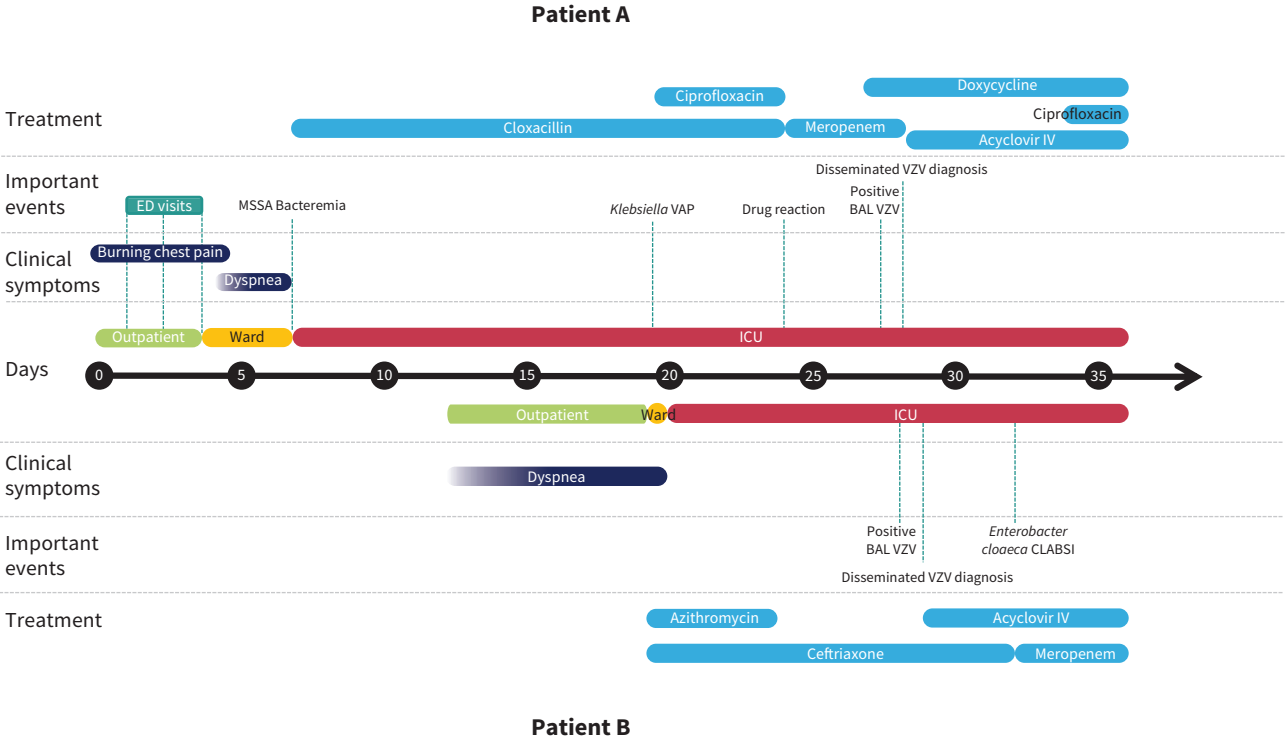 Patient A
Treatment
Doxycycline
Ciprofloxacin
Ciprofloxacin
Cloxacillin
Meropenem
Acyclovir IV
Important
events
Disseminated VZV diagnosis
Positive
BAL VZV
ED visits
MSSA Bacteremia
Klebsiella VAP
Drug reaction
Clinical
symptoms
Burning chest pain
Dyspnea
Outpatient
Ward
ICU
Days
0
5
10
15
20
25
30
35
Outpatient
Ward
ICU
Clinical
symptoms
Dyspnea
Important
events
Positive
BAL VZV
Enterobacter
cloaeca CLABSI
Disseminated VZV diagnosis
Treatment
Azithromycin
Acyclovir IV
Ceftriaxone
Meropenem
Patient B